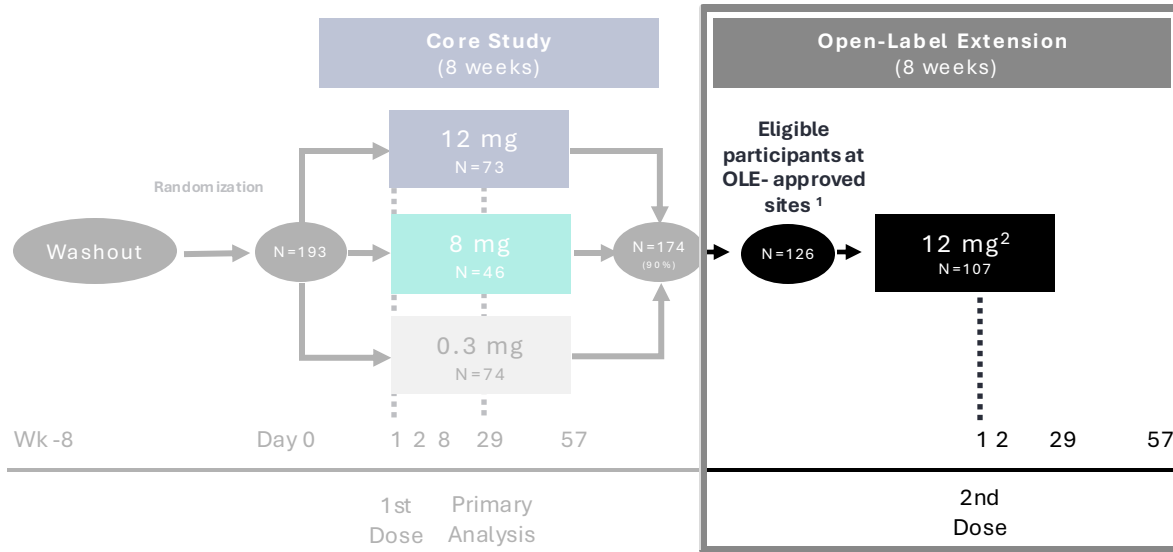 Core Study
(8 weeks)
Open-Label Extension
(8 weeks)
Randomization
Washout
N=193
12 mg
N=73
8 mg
N=46
0.3 mg
N=74
N=174
(90%)
Eligible
participants at
OLE- approved
sites ¹
N=126
12 mg²
N=107
Wk -8 Day 0 1 2 8 29 57 1 2 29 57
1st
Dose
Primary
Analysis
2nd
Dose